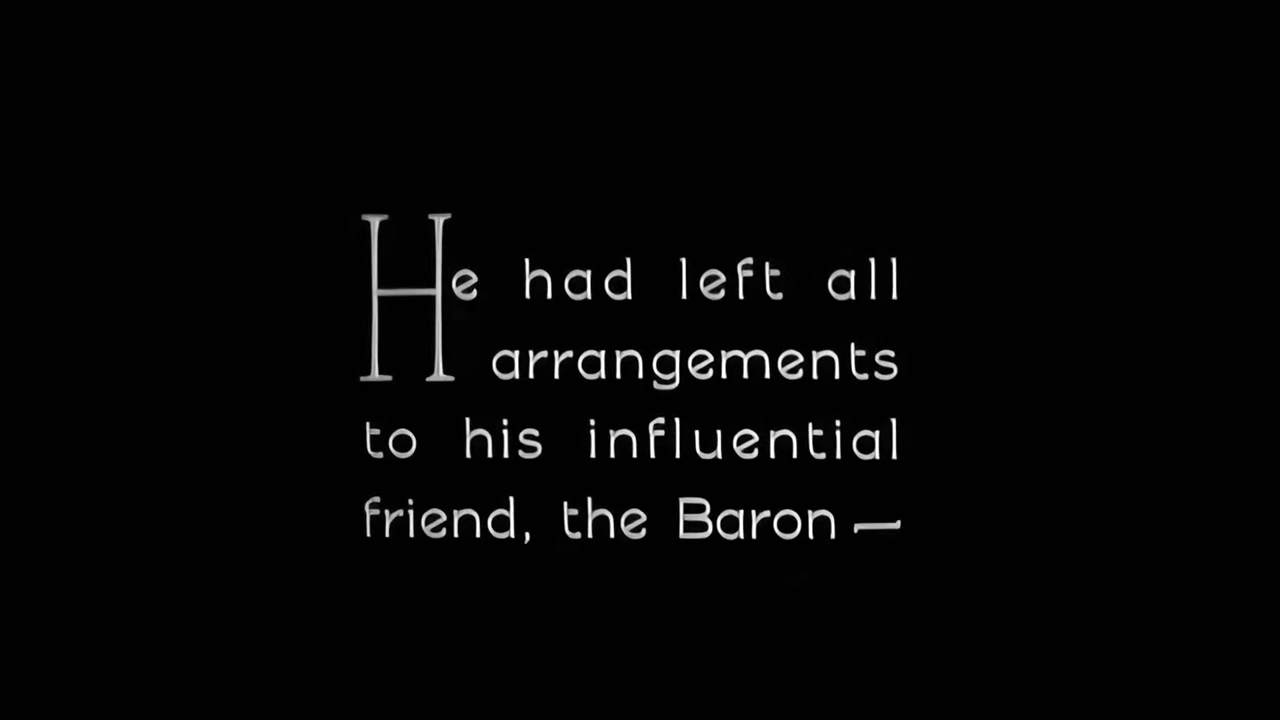 He had left all
arrangements
to his influential
friend, the Baron —